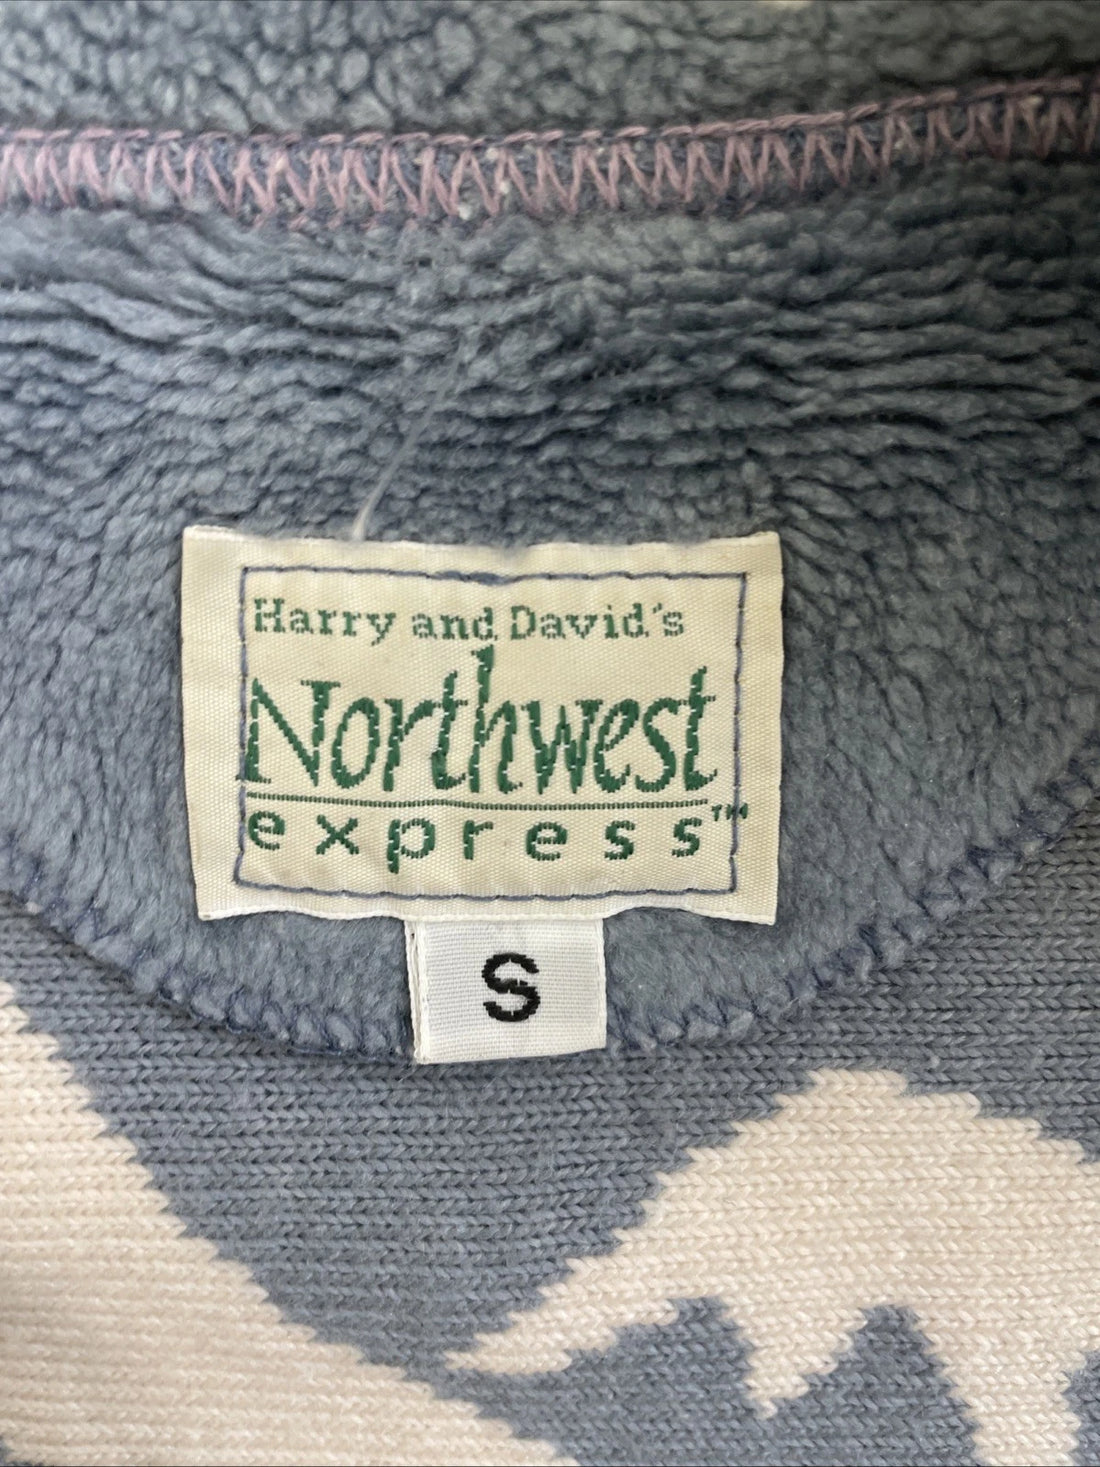 Harry and David's
Northwest
express™
S